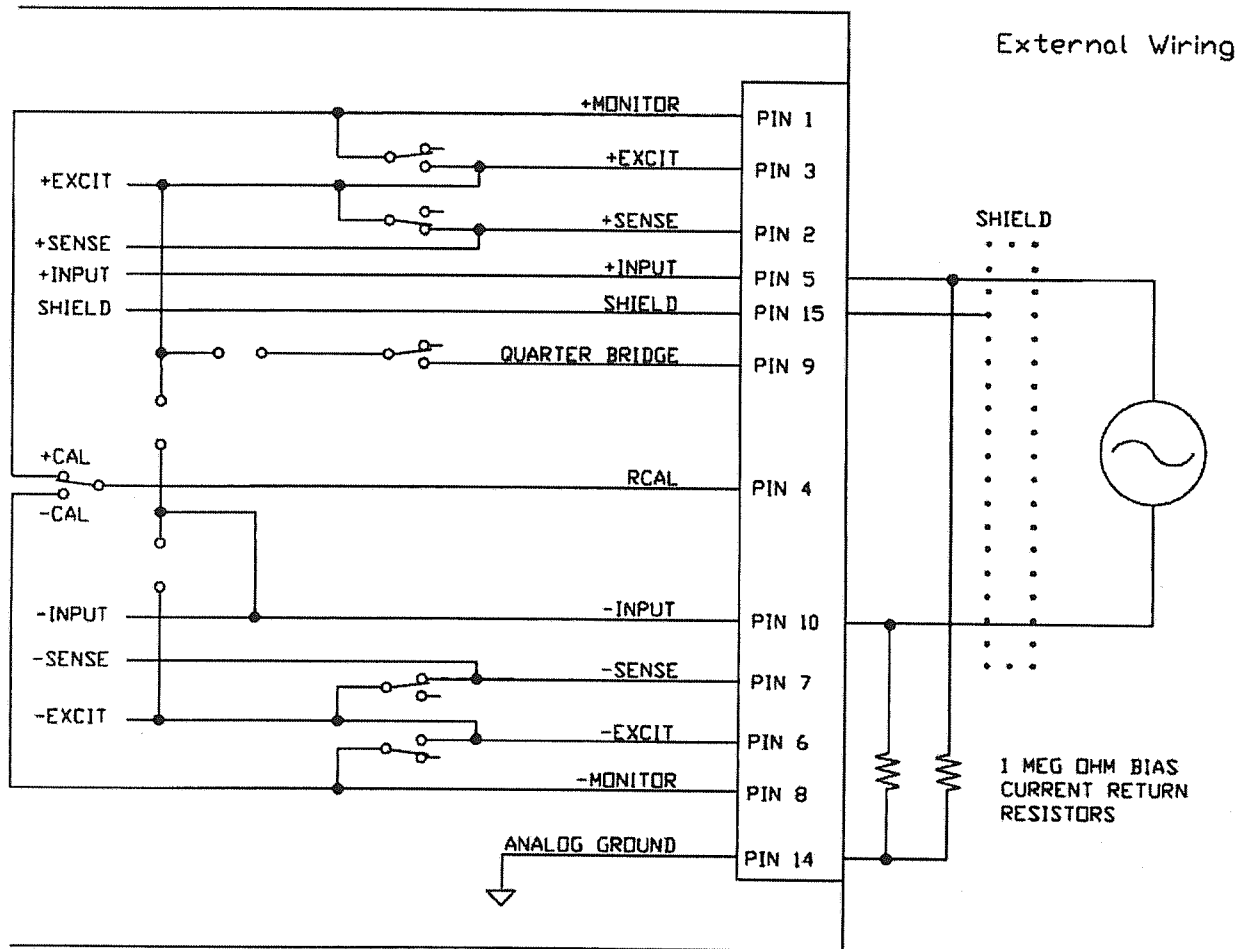 External Wiring
+MONITOR
PIN 1
+EXCIT
PIN 3
+EXCIT
+SENSE
PIN 2
SHIELD
+SENSE
+INPUT
+INPUT
PIN 5
SHIELD
SHIELD
PIN 15
QUARTER BRIDGE
PIN 9
+CAL
RCAL
PIN 4
-CAL
-INPUT
-INPUT
PIN 10
-SENSE
-SENSE
PIN 7
-EXCIT
-EXCIT
PIN 6
1 MEG OHM BIAS
CURRENT RETURN
RESISTORS
-MONITOR
PIN 8
ANALOG GROUND
PIN 14